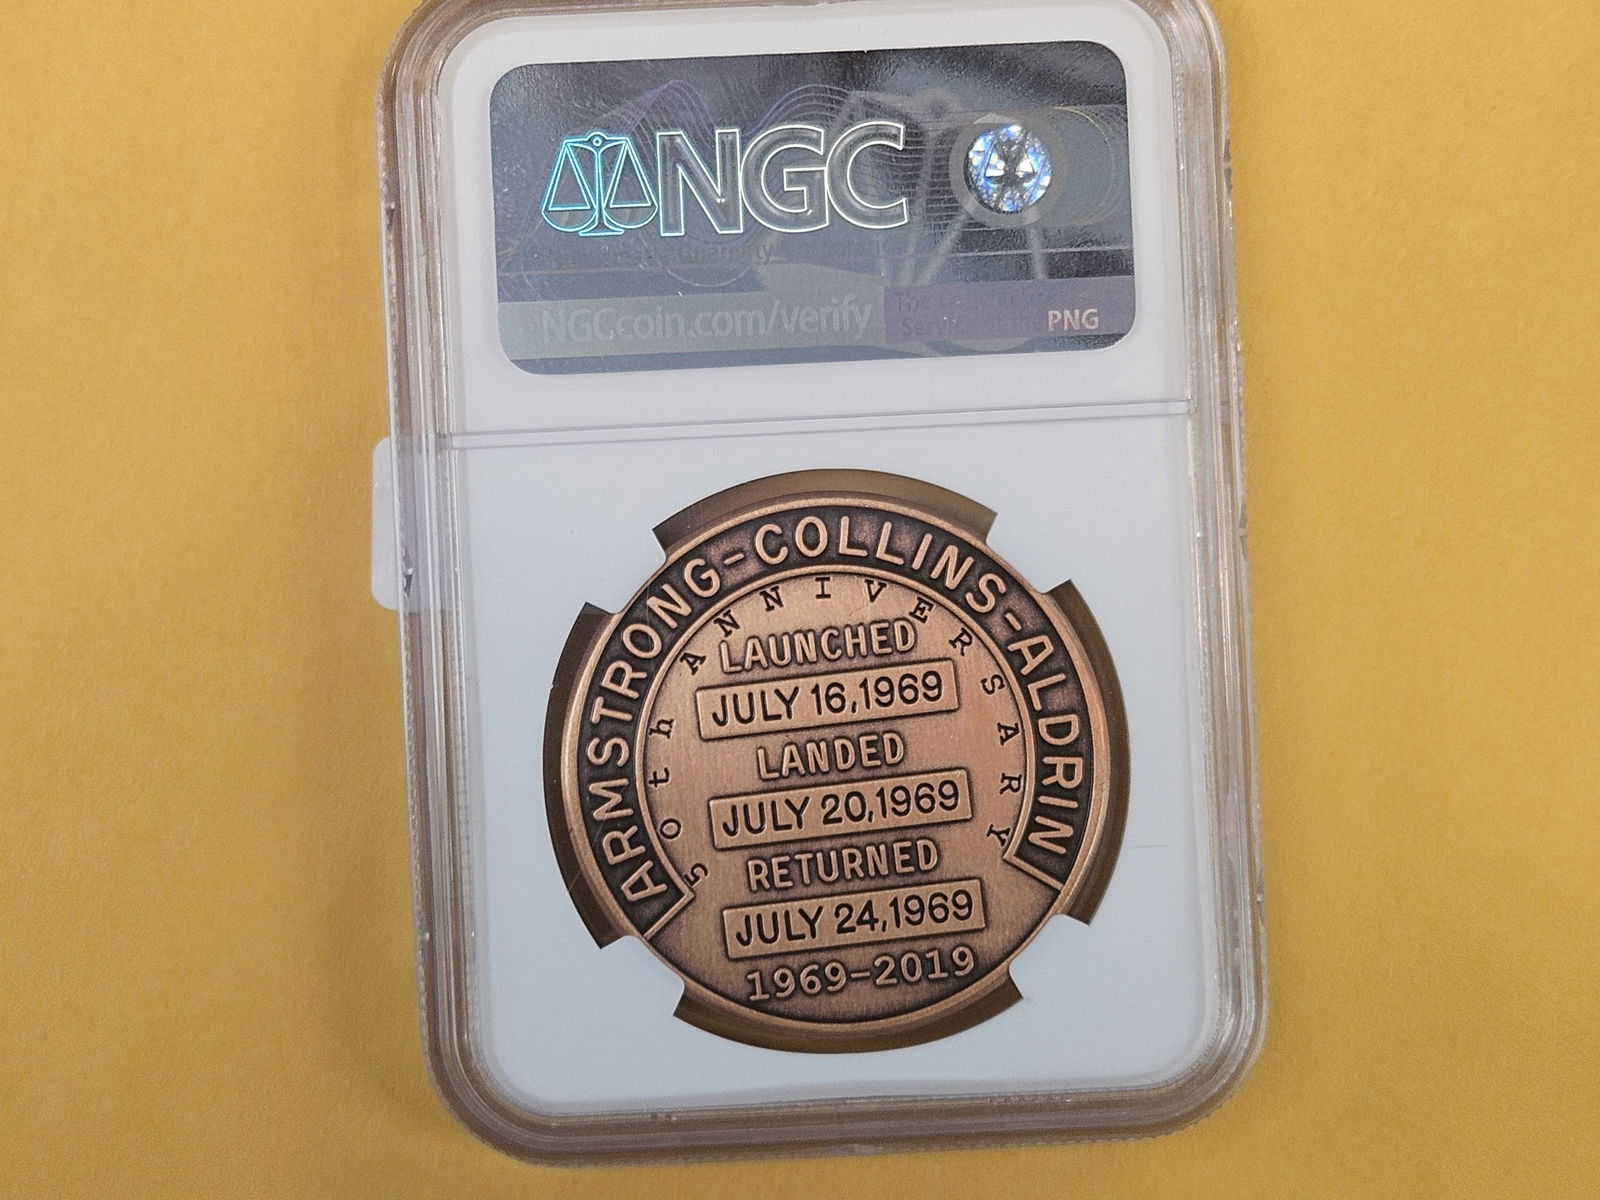 NGC
NGCcoin.com/verify
PNG
ARMSTRONG-COLLINS-ALDRIN
50th ANNIVERSARY
LAUNCHED
JULY 16,1969
LANDED
JULY 20,1969
RETURNED
JULY 24,1969
1969-2019